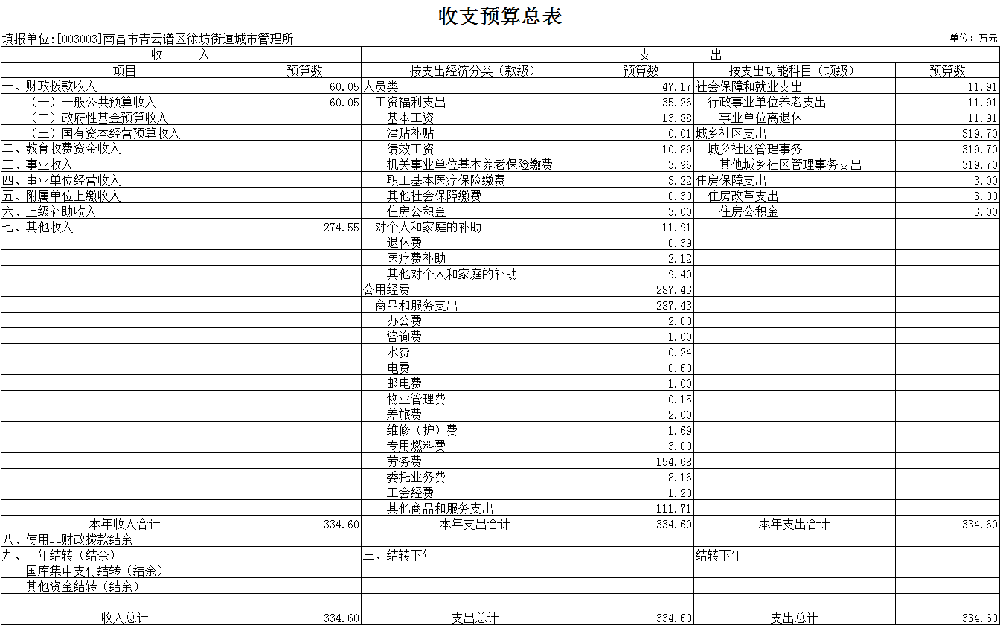 收支预算总表
填报单位:[003003]南昌市青云谱区徐坊街道城市管理所 单位：万元
收 入 支 出
项目 预算数 按支出经济分类（款级） 预算数 按支出功能科目（项级） 预算数
一、财政拨款收入 60.05 人员类 47.17 社会保障和就业支出 11.91
（一）一般公共预算收入 60.05 工资福利支出 35.26 行政事业单位养老支出 11.91
（二）政府性基金预算收入 基本工资 13.88 事业单位离退休 11.91
（三）国有资本经营预算收入 津贴补贴 0.01 城乡社区支出 319.70
二、教育收费资金收入 绩效工资 10.89 城乡社区管理事务 319.70
三、事业收入 机关事业单位基本养老保险缴费 3.96 其他城乡社区管理事务支出 319.70
四、事业单位经营收入 职工基本医疗保险缴费 3.22 住房保障支出 3.00
五、附属单位上缴收入 其他社会保障缴费 0.30 住房改革支出 3.00
六、上级补助收入 住房公积金 3.00 住房公积金 3.00
七、其他收入 274.55 对个人和家庭的补助 11.91
退休费 0.39
医疗费补助 2.12
其他对个人和家庭的补助 9.40
公用经费 287.43
商品和服务支出 287.43
办公费 2.00
咨询费 1.00
水费 0.24
电费 0.60
邮电费 1.00
物业管理费 0.15
差旅费 2.00
维修（护）费 1.69
专用燃料费 3.00
劳务费 154.68
委托业务费 8.16
工会经费 1.20
其他商品和服务支出 111.71
本年收入合计 334.60 本年支出合计 334.60 本年支出合计 334.60
八、使用非财政拨款结余
九、上年结转（结余） 三、结转下年 结转下年
国库集中支付结转（结余）
其他资金结转（结余）
收入总计 334.60 支出总计 334.60 支出总计 334.60